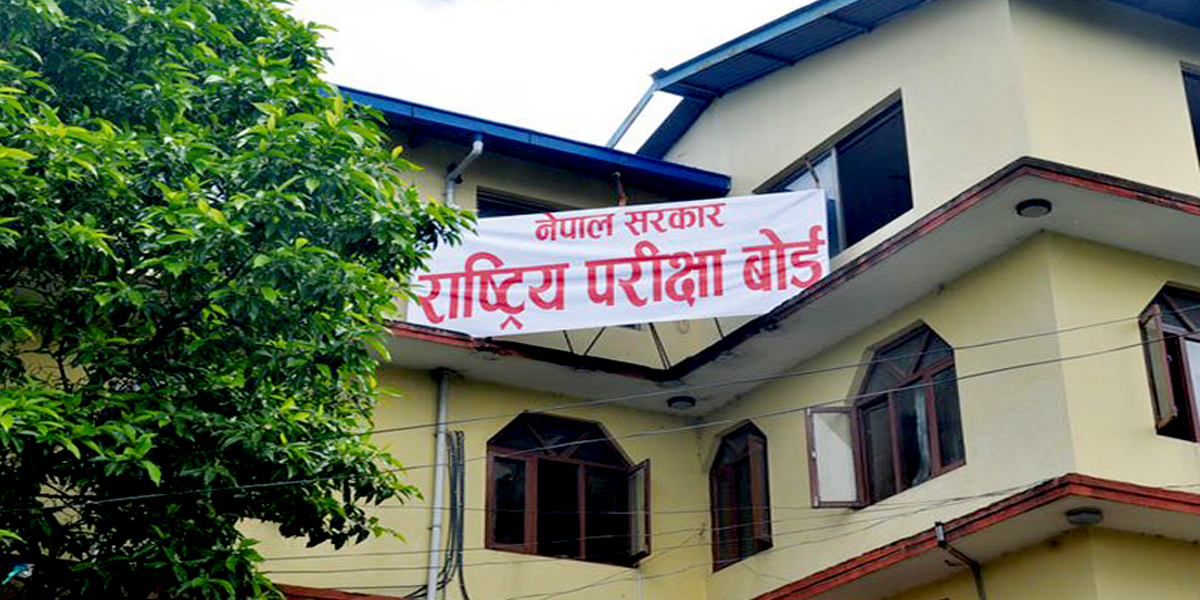 नेपाल सरकार
राष्ट्रिय परीक्षा बोर्ड